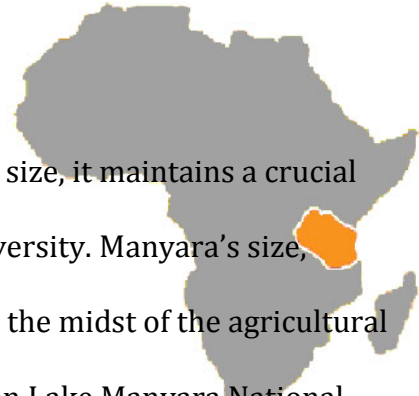 size, it maintains a crucial
versity. Manyara’s size,
the midst of the agricultural
n Lake Manyara National